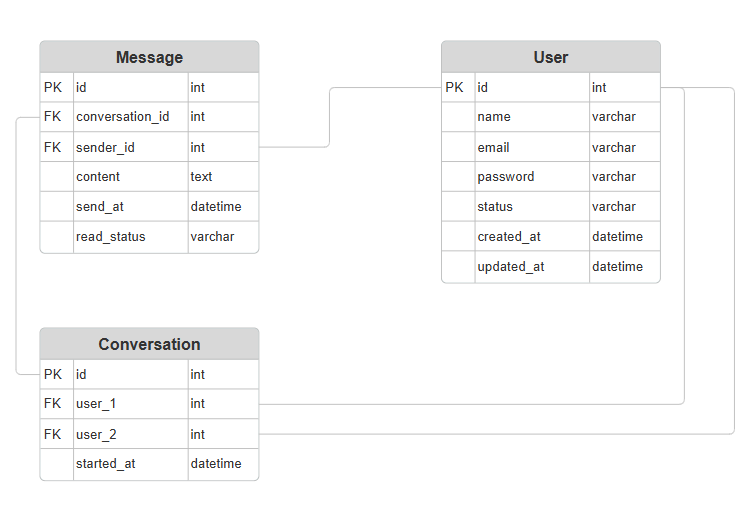 Message
PK id int
FK conversation_id int
FK sender_id int
content text
send_at datetime
read_status varchar
User
PK id int
name varchar
email varchar
password varchar
status varchar
created_at datetime
updated_at datetime
Conversation
PK id int
FK user_1 int
FK user_2 int
started_at datetime